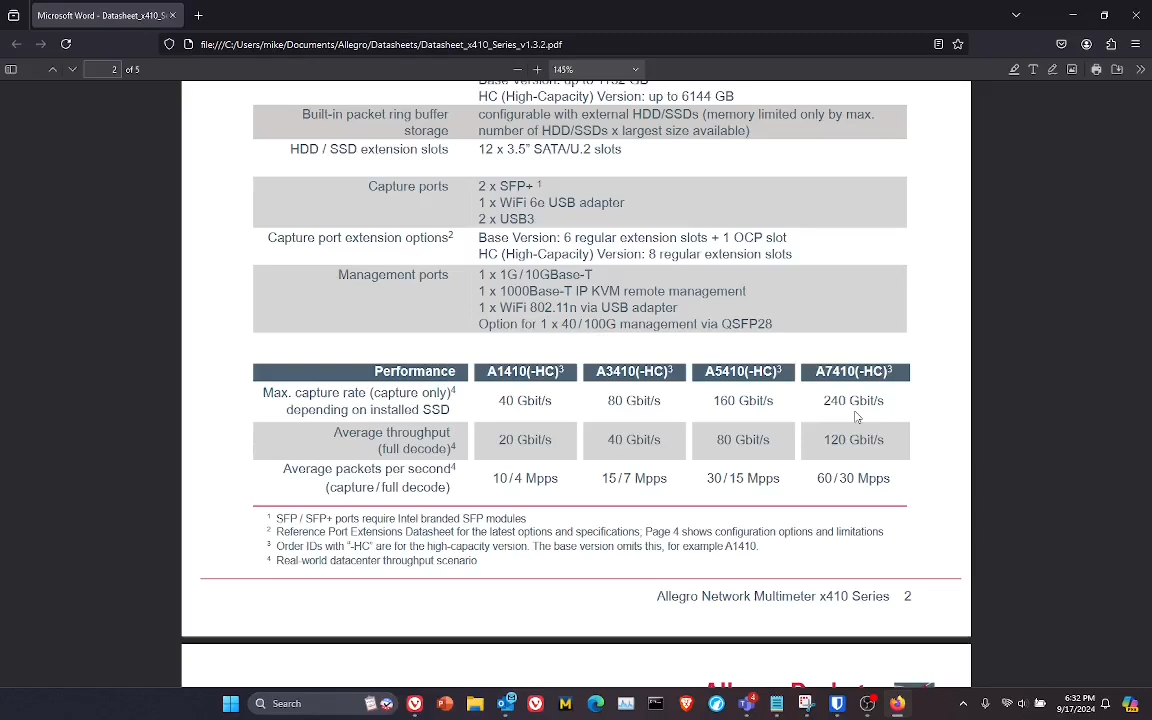 Microsoft Word - Datasheet_x410_S
file:///C:/Users/mike/Documents/Allegro/Datasheets/Datasheet_x410_Series_v1.3.2.pdf
2 of 5
145%
Base Version: up to 1152 GB
HC (High-Capacity) Version: up to 6144 GB
Built-in packet ring buffer storage
configurable with external HDD/SSDs (memory limited only by max.
number of HDD/SSDs x largest size available)
HDD / SSD extension slots
12 x 3.5" SATA/U.2 slots
Capture ports
2 x SFP+ 1
1 x WiFi 6e USB adapter
2 x USB3
Capture port extension options2
Base Version: 6 regular extension slots + 1 OCP slot
HC (High-Capacity) Version: 8 regular extension slots
Management ports
1 x 1G/10GBase-T
1 x 1000Base-T IP KVM remote management
1 x WiFi 802.11n via USB adapter
Option for 1 x 40/100G management via QSFP28
Performance A1410(-HC)3 A3410(-HC)3 A5410(-HC)3 A7410(-HC)3
Max. capture rate (capture only)4
depending on installed SSD
40 Gbit/s 80 Gbit/s 160 Gbit/s 240 Gbit/s
Average throughput
(full decode)4
20 Gbit/s 40 Gbit/s 80 Gbit/s 120 Gbit/s
Average packets per second4
(capture/full decode)
10/4 Mpps 15/7 Mpps 30/15 Mpps 60/30 Mpps
1 SFP / SFP+ ports require Intel branded SFP modules
2 Reference Port Extensions Datasheet for the latest options and specifications; Page 4 shows configuration options and limitations
3 Order IDs with "-HC" are for the high-capacity version. The base version omits this, for example A1410.
4 Real-world datacenter throughput scenario
Allegro Network Multimeter x410 Series 2
Search
4
6:32 PM
9/17/2024